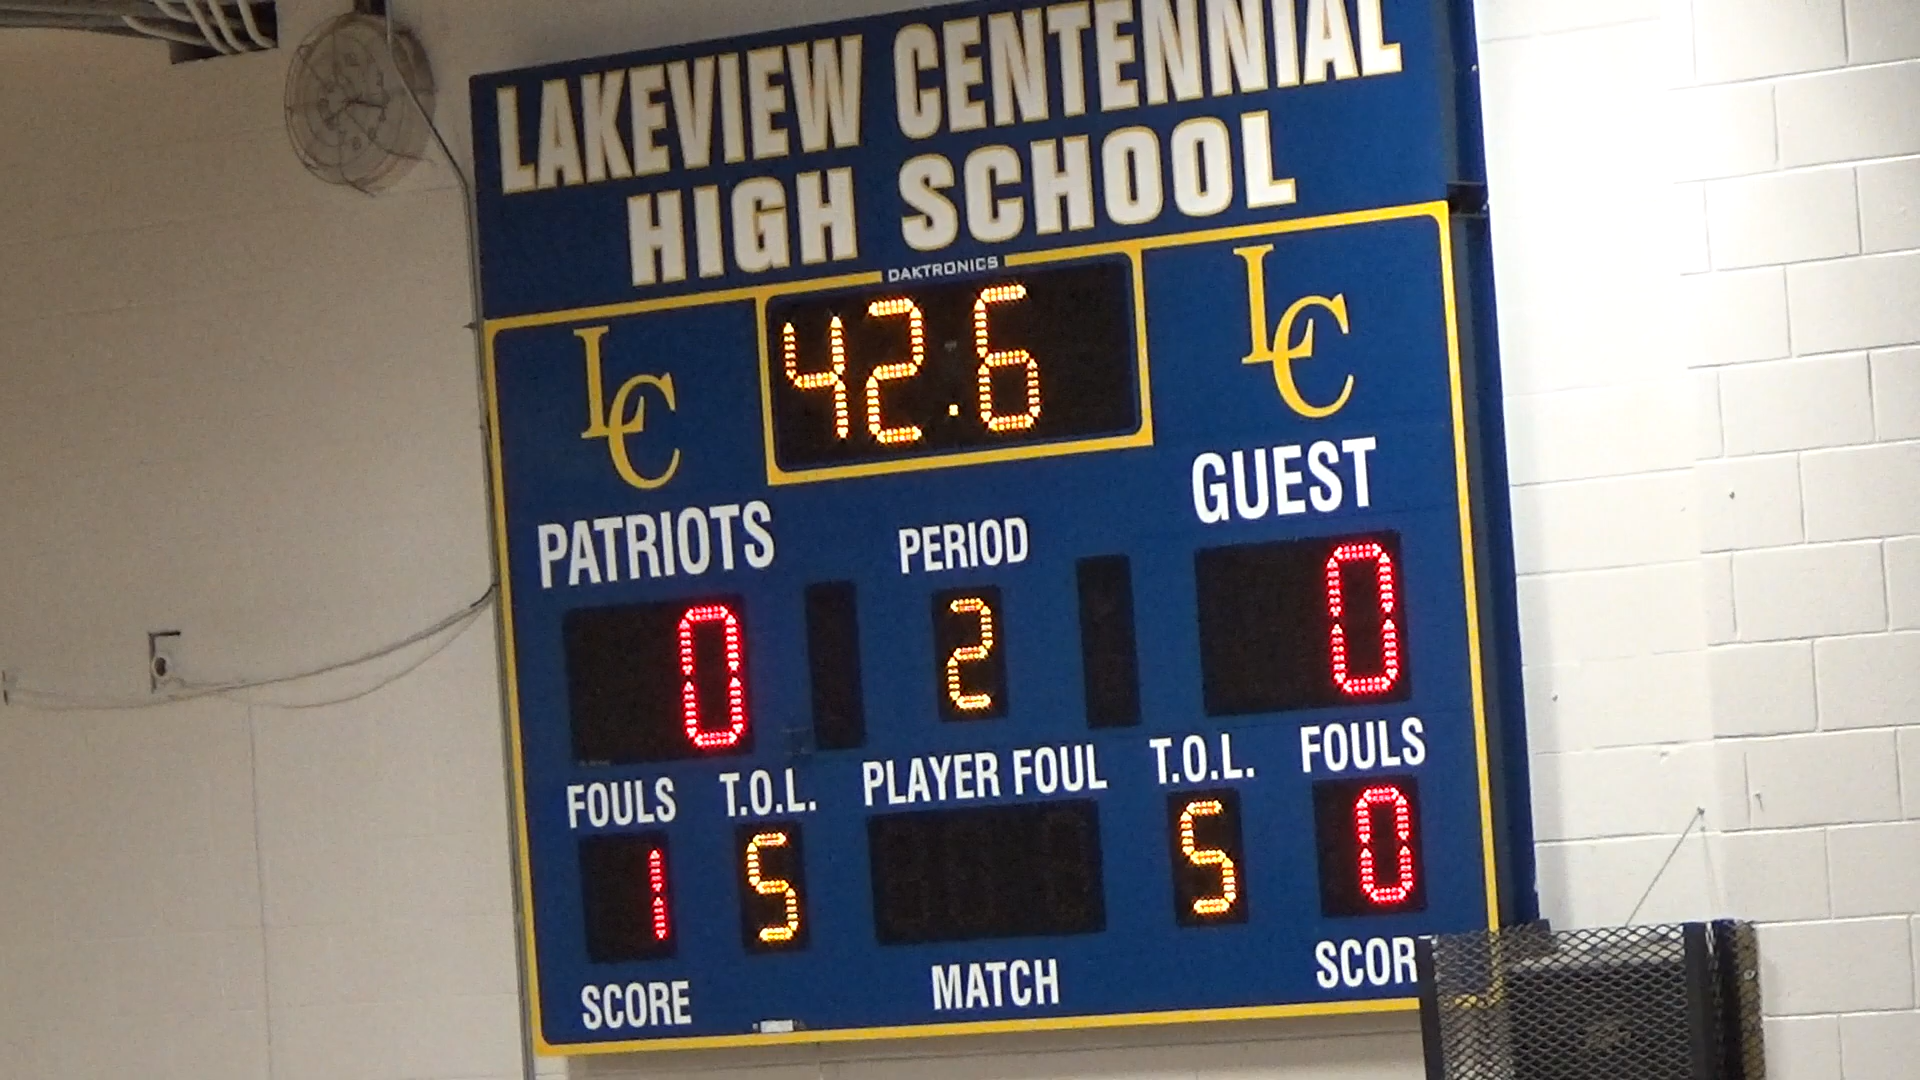 LAKEVIEW CENTENNIAL
HIGH SCHOOL
DAKTRONICS
LC 42.6 LC
PATRIOTS PERIOD GUEST
0 2 0
FOULS T.O.L. PLAYER FOUL T.O.L. FOULS
1 5 5 0
SCORE MATCH SCOR